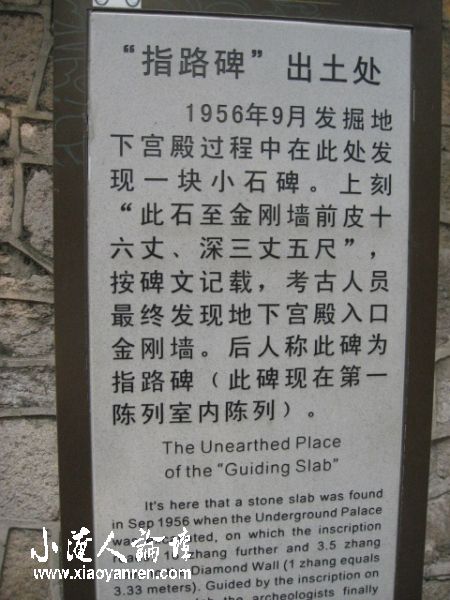 “指路碑”出土处
1956年9月发掘地
下宫殿过程中在此处发
现一块小石碑。上刻
“此石至金刚墙前皮十
六丈、深三丈五尺”，
按碑文记载，考古人员
最终发现地下宫殿入口
金刚墙。后人称此碑为
指路碑（此碑现在第一
陈列室内陈列）。
The Unearthed Place
of the "Guiding Slab"
It's here that a stone slab was found
in Sep 1956 when the Underground Palace
was ted, on which the inscription
zhang further and 3.5 zhang
Diamond Wall (1 zhang equals
3.33 meters). Guided by the inscription on
the archeologists finally
小莲人论坛
www.xiaoyanren.com